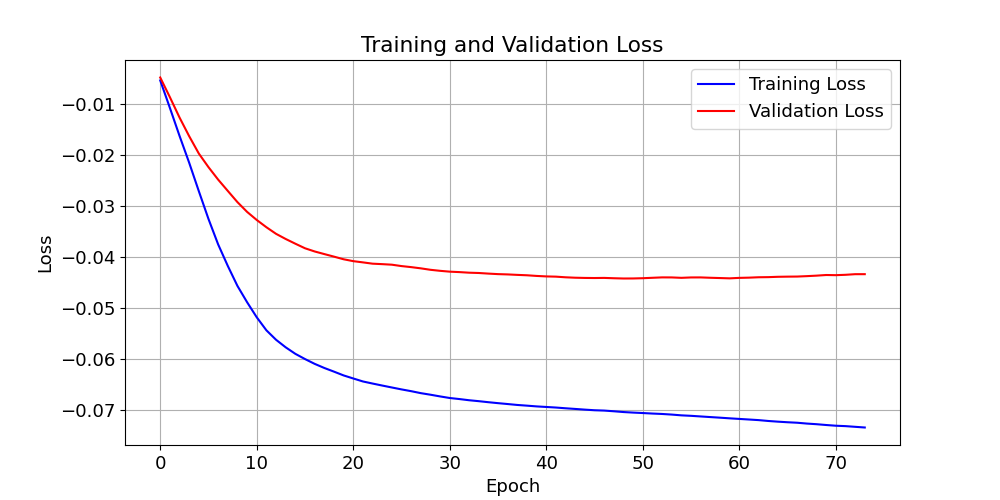 Training and Validation Loss
Training Loss
Validation Loss
−0.01
−0.02
−0.03
−0.04
−0.05
−0.06
−0.07
Loss
0 10 20 30 40 50 60 70
Epoch